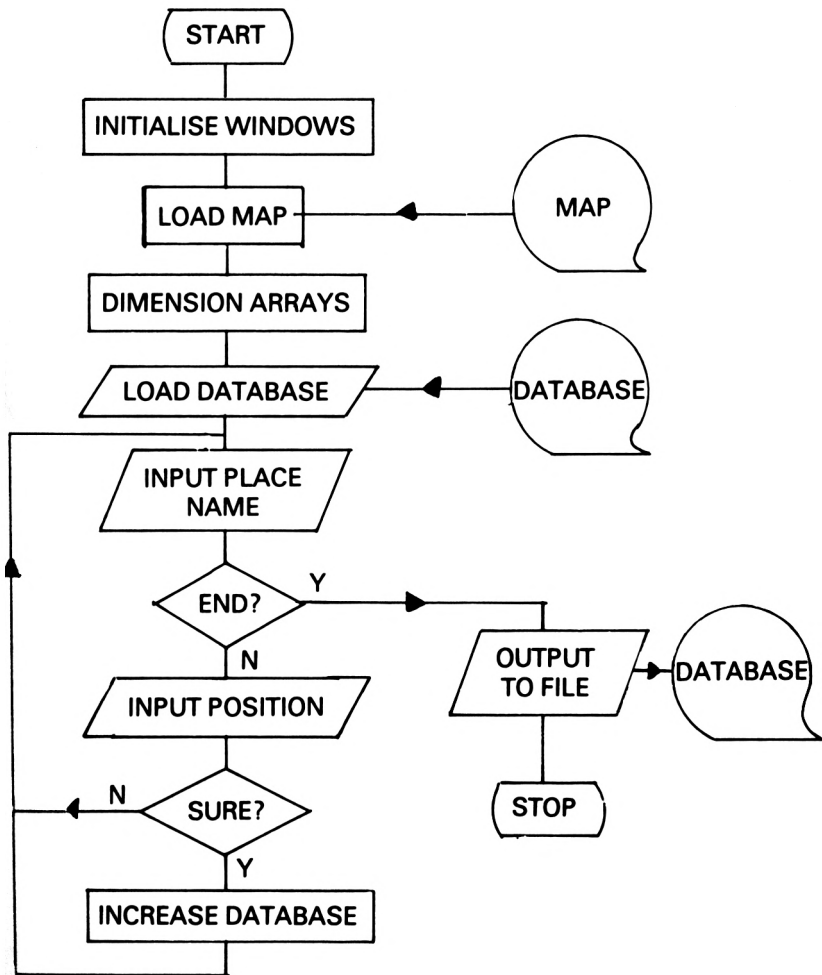 START
INITIALISE WINDOWS
LOAD MAP
MAP
DIMENSION ARRAYS
LOAD DATABASE
DATABASE
INPUT PLACE
NAME
END?
Y
N
OUTPUT
TO FILE
DATABASE
INPUT POSITION
STOP
SURE?
N
Y
INCREASE DATABASE